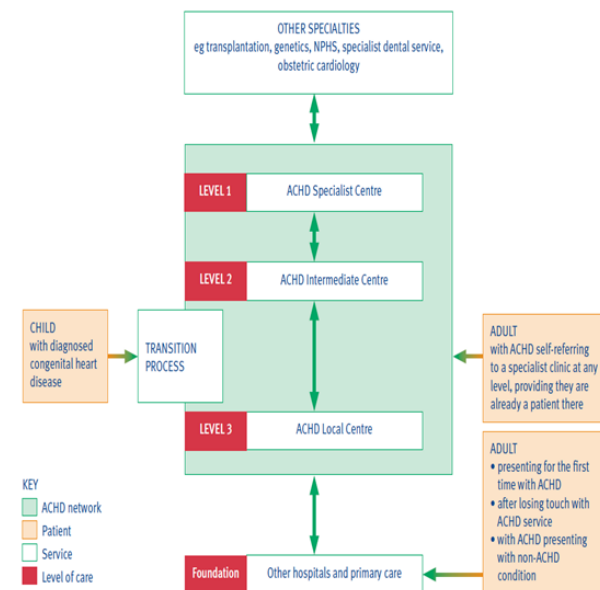 OTHER SPECIALTIES
eg transplantation, genetics, NPHS, specialist dental service,
obstetric cardiology
LEVEL 1
ACHD Specialist Centre
LEVEL 2
ACHD Intermediate Centre
CHILD
with diagnosed
congenital heart
disease
TRANSITION
PROCESS
ADULT
with ACHD self-referring
to a specialist clinic at any
level, providing they are
already a patient there
LEVEL 3
ACHD Local Centre
ADULT
• presenting for the first
time with ACHD
• after losing touch with
ACHD service
• with ACHD presenting
with non-ACHD
condition
KEY
ACHD network
Patient
Service
Level of care
Foundation
Other hospitals and primary care